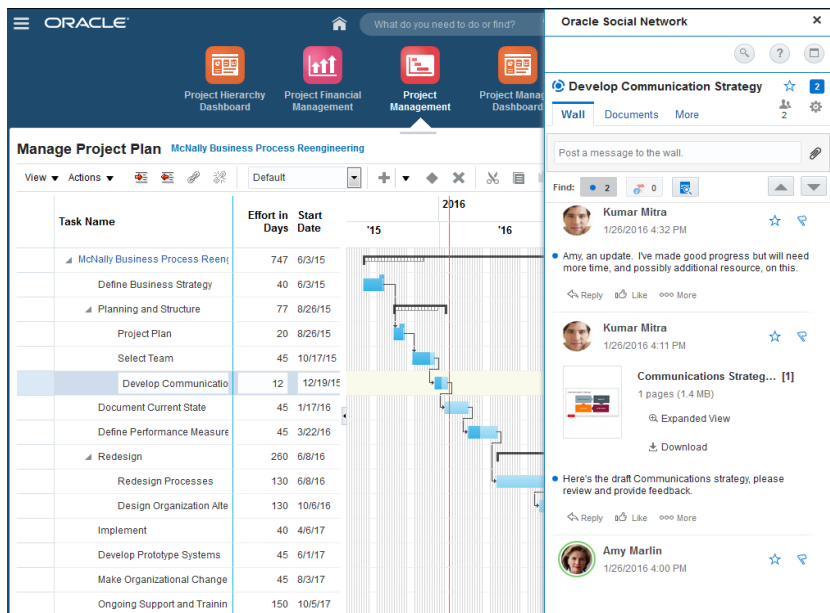 ORACLE
What do you need to do or find?
Project Hierarchy Dashboard
Project Financial Management
Project Management
Project Manag
Dashboard
Manage Project Plan McNally Business Process Reengineering
View Actions Default
Task Name Effort in Days Start Date '15 2016 '16
McNally Business Process Reeng 747 6/3/15
Define Business Strategy 40 6/3/15
Planning and Structure 77 8/26/15
Project Plan 20 8/26/15
Select Team 45 10/17/15
Develop Communicatio 12 12/19/15
Document Current State 45 1/17/16
Define Performance Measure 45 3/22/16
Redesign 260 6/8/16
Redesign Processes 130 6/8/16
Design Organization Alte 130 10/6/16
Implement 40 4/6/17
Develop Prototype Systems 45 6/1/17
Make Organizational Change 45 8/3/17
Ongoing Support and Trainin 150 10/5/17
Oracle Social Network
Develop Communication Strategy 2
Wall Documents More 2
Post a message to the wall.
Find: 2 0
Kumar Mitra
1/26/2016 4:32 PM
Amy, an update. I've made good progress but will need
more time, and possibly additional resource, on this.
Reply Like More
Kumar Mitra
1/26/2016 4:11 PM
Communications Strateg... [1]
1 pages (1.4 MB)
Expanded View
Download
Here's the draft Communications strategy, please
review and provide feedback.
Reply Like More
Amy Marlin
1/26/2016 4:00 PM